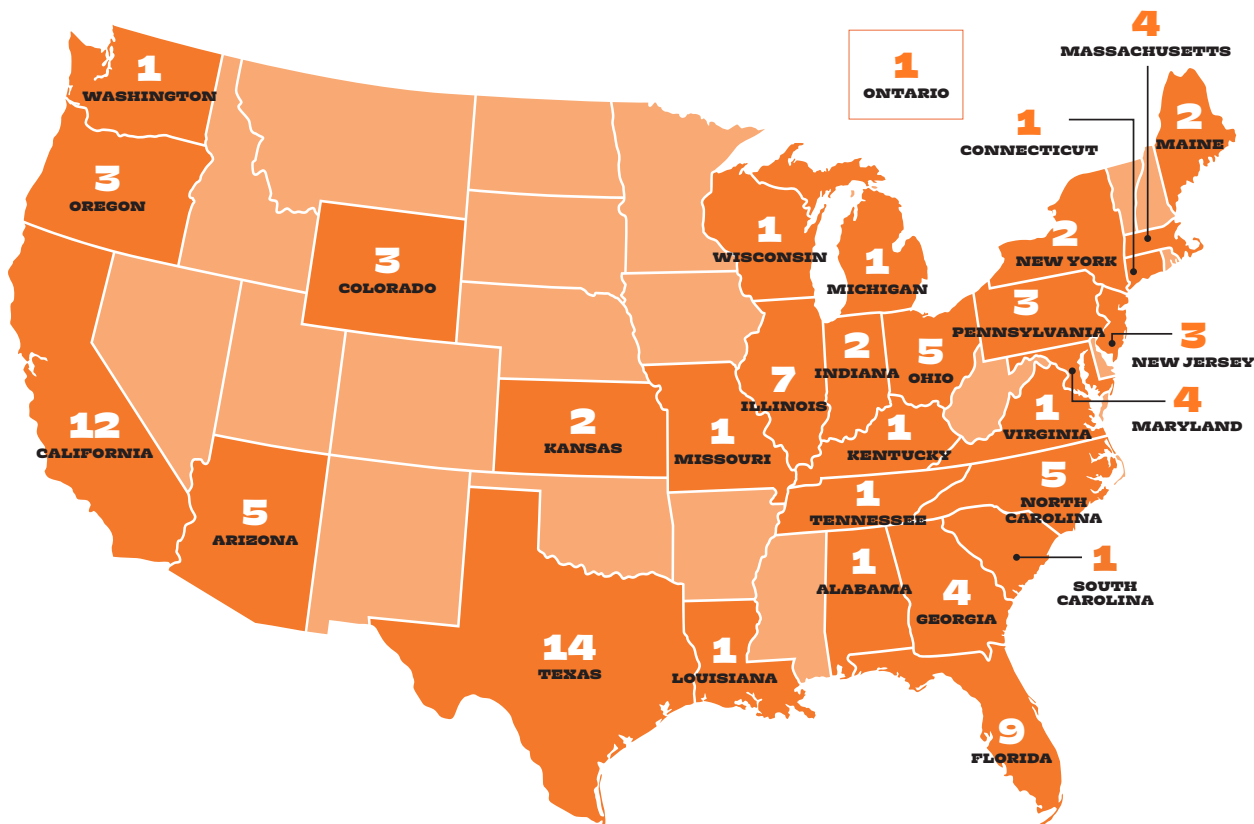 4
MASSACHUSETTS
1
ONTARIO
1
WASHINGTON
1
CONNECTICUT
2
MAINE
3
OREGON
1
WISCONSIN
2
NEW YORK
3
COLORADO
1
MICHIGAN
3
PENNSYLVANIA
3
NEW JERSEY
2
INDIANA
5
OHIO
7
ILLINOIS
4
MARYLAND
12
CALIFORNIA
2
KANSAS
1
MISSOURI
1
KENTUCKY
1
VIRGINIA
5
ARIZONA
1
TENNESSEE
5
NORTH
CAROLINA
1
ALABAMA
4
GEORGIA
1
SOUTH
CAROLINA
14
TEXAS
1
LOUISIANA
9
FLORIDA